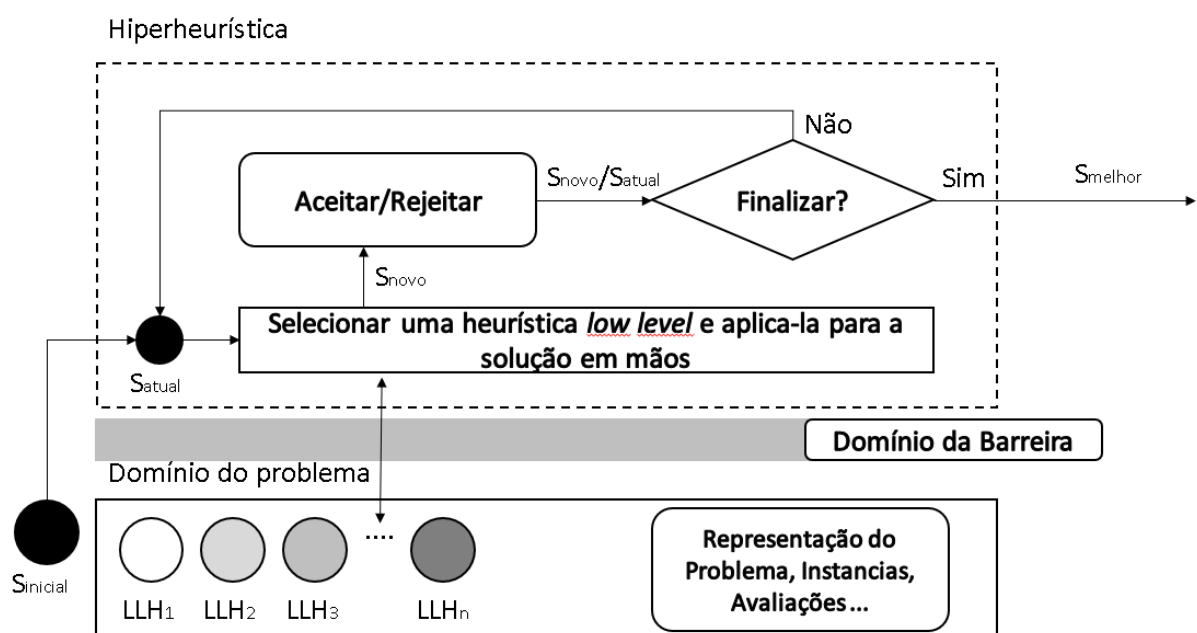 Hiperheurística
Não
Aceitar/Rejeitar
Snovo/Satual
Finalizar?
Sim
Smelhor
Snovo
Selecionar uma heurística low level e aplica-la para a
solução em mãos
Satual
Domínio da Barreira
Domínio do problema
....
Representação do
Problema, Instancias,
Avaliações...
Sinicial
LLH1 LLH2 LLH3 LLHn